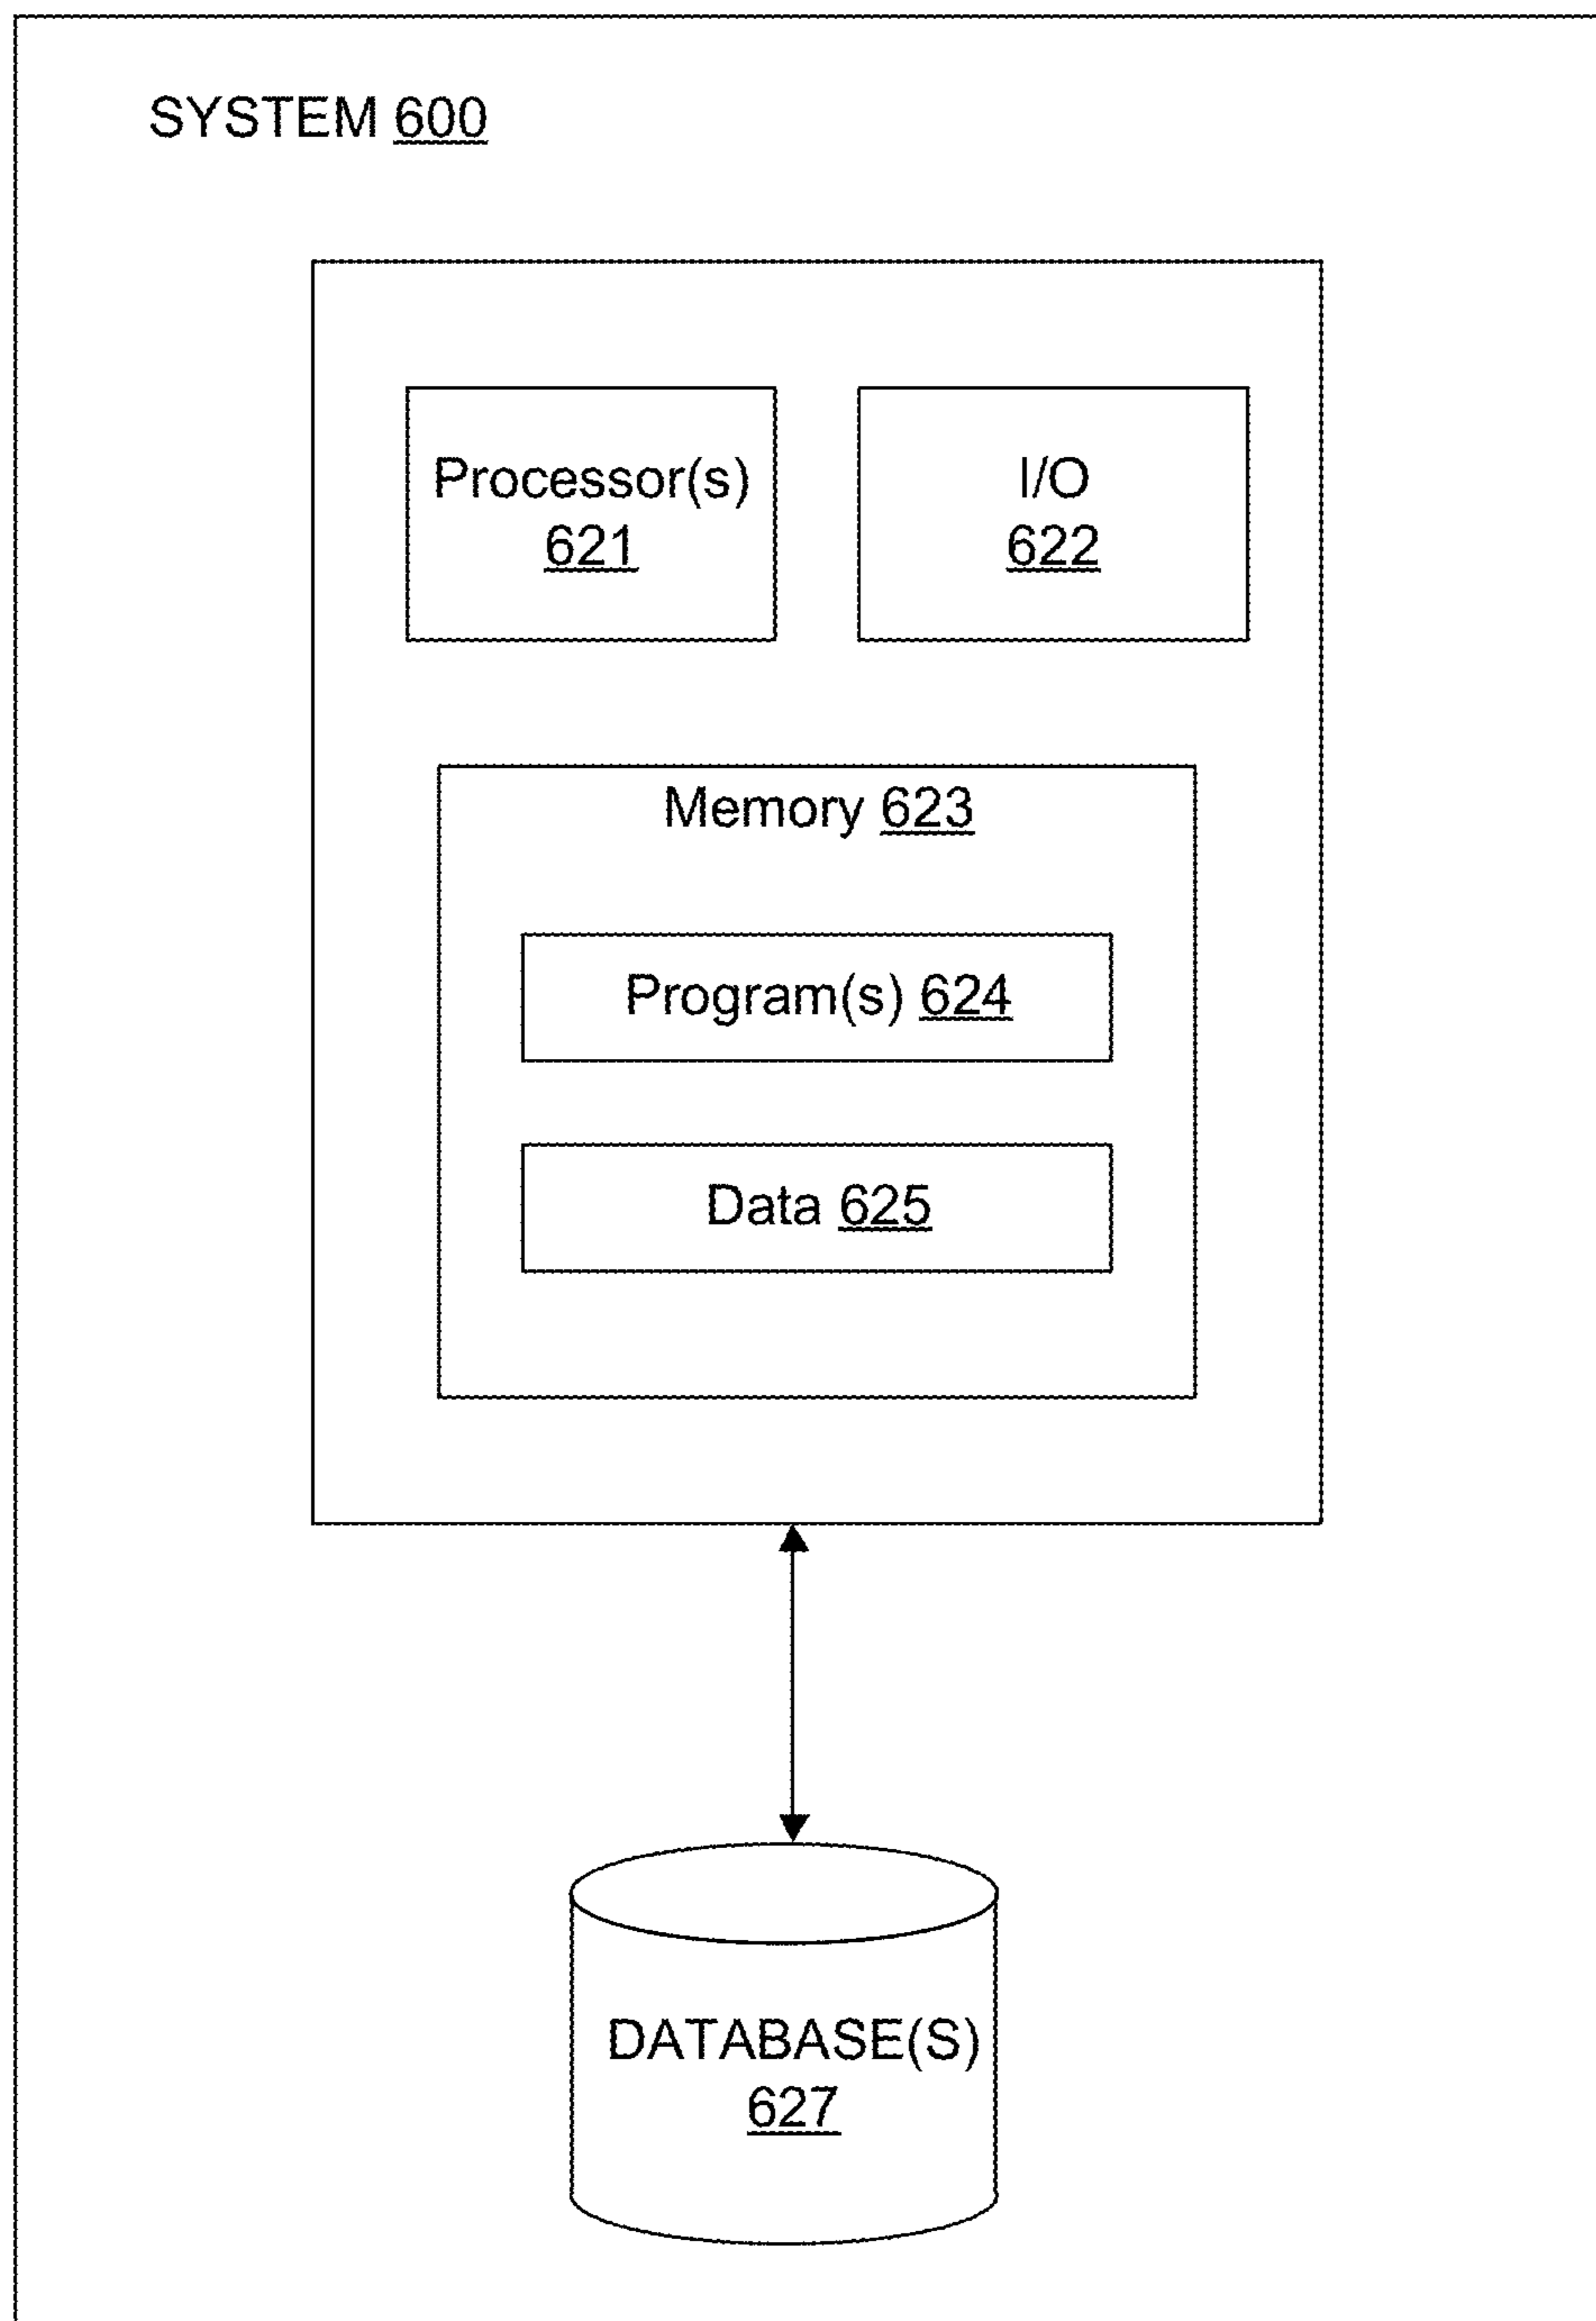 SYSTEM 600
Processor(s)
621
I/O
622
Memory 623
Program(s) 624
Data 625
DATABASE(S)
627